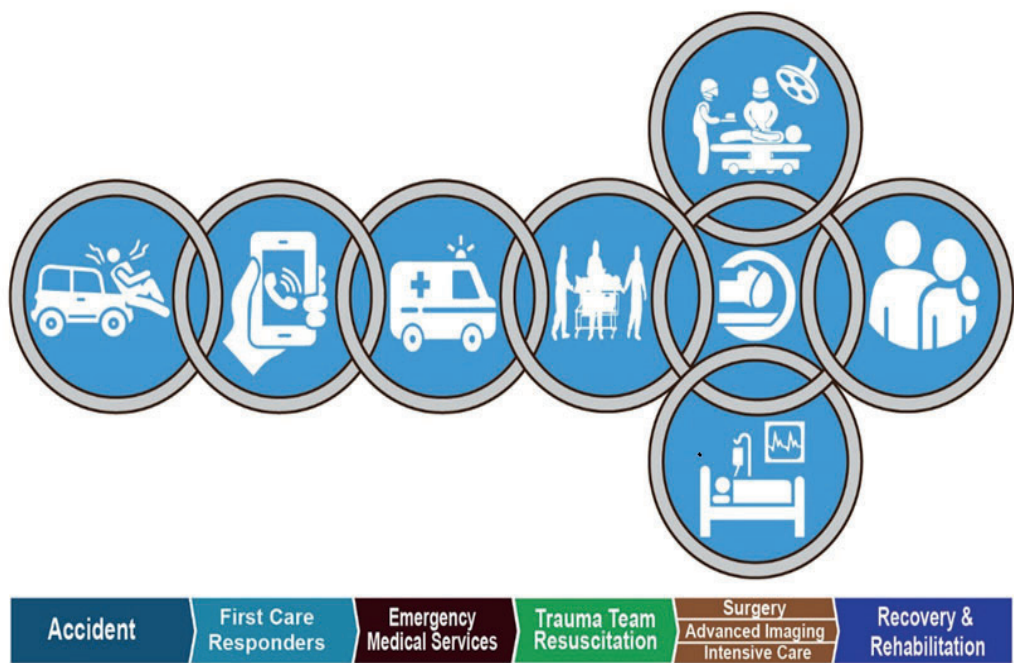 Accident
First Care
Responders
Emergency
Medical Services
Trauma Team
Resuscitation
Surgery
Advanced Imaging
Intensive Care
Recovery &
Rehabilitation